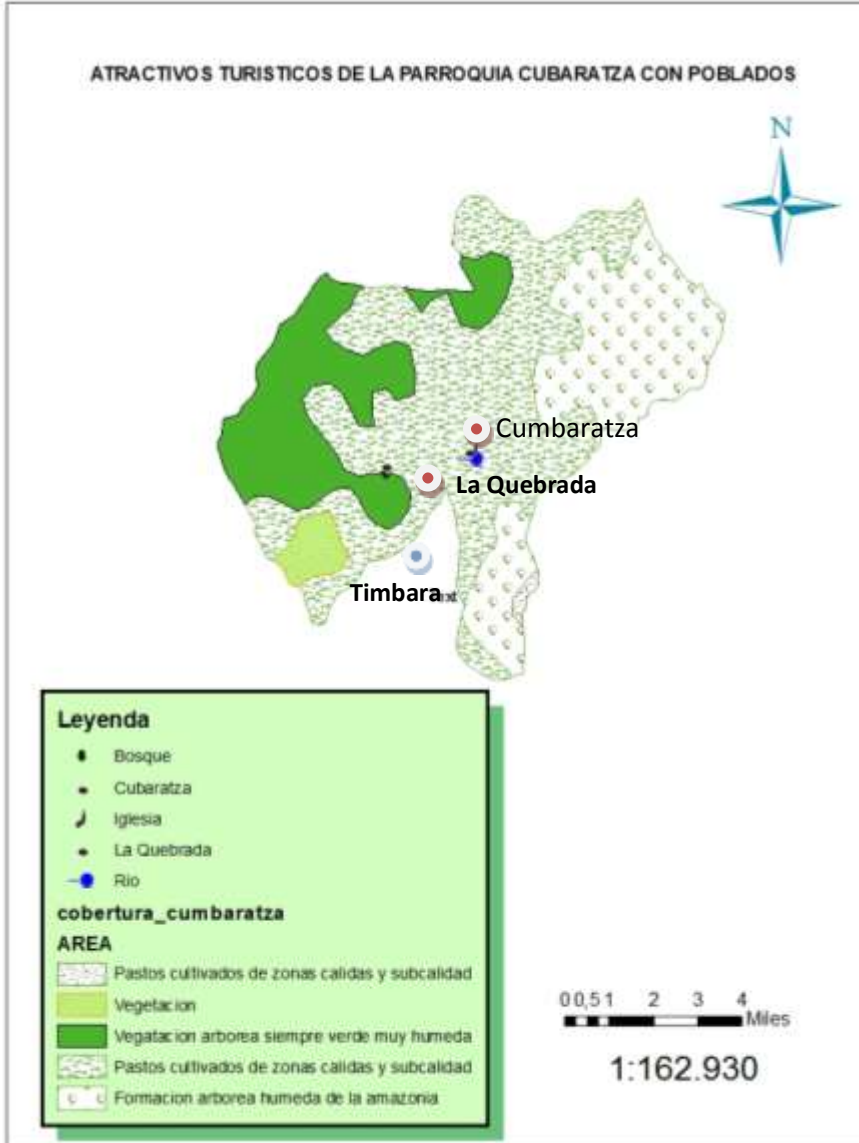 ATRACTIVOS TURISTICOS DE LA PARROQUIA CUBARATZA CON POBLADOS
N
Cumbaratza
La Quebrada
Timbara
Leyenda
Bosque
Cubaratza
Iglesia
La Quebrada
Rio
cobertura_cumbaratza
AREA
Pastos cultivados de zonas calidas y subcalidad
Vegetacion
Vegatacion arborea siempre verde muy humeda
Pastos cultivados de zonas calidas y subcalidad
Formacion arborea humeda de la amazonia
0 0,5 1 2 3 4
Miles
1:162.930